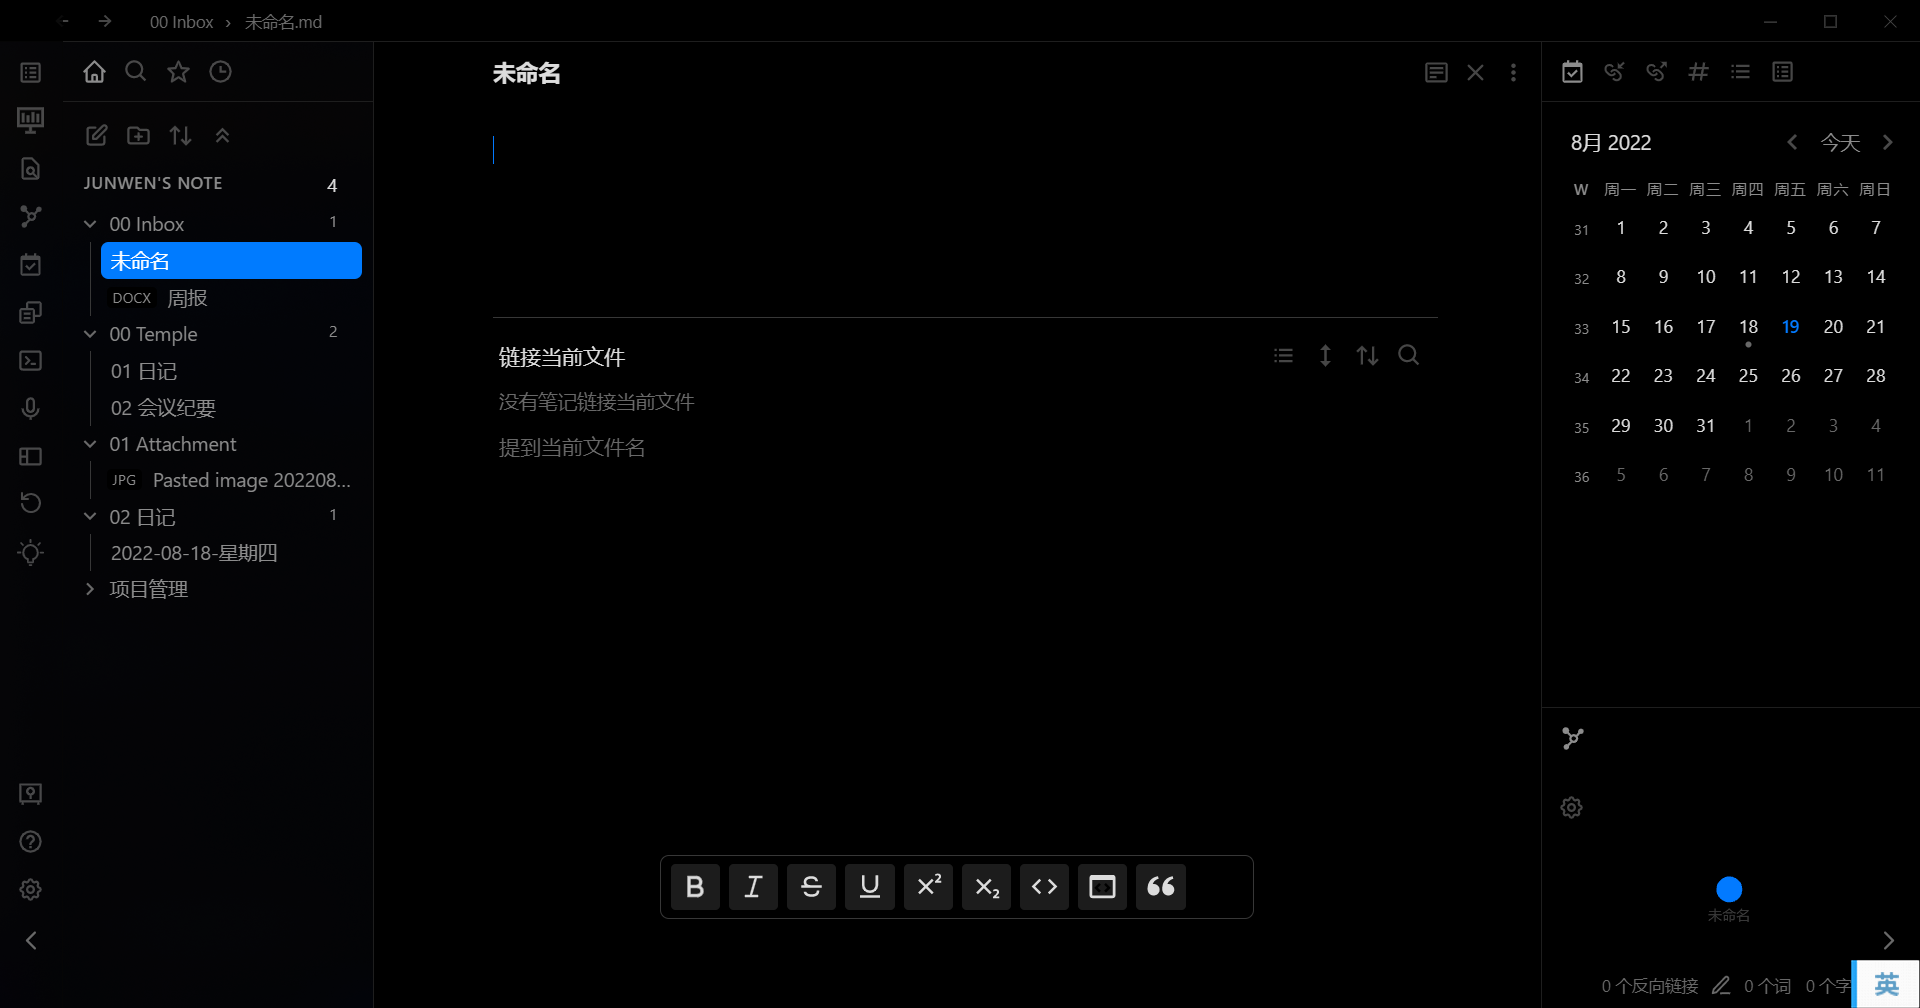 00 Inbox › 未命名.md
JUNWEN'S NOTE 4
00 Inbox 1
未命名
DOCX 周报
00 Temple 2
01 日记
02 会议纪要
01 Attachment
JPG Pasted image 202208...
02 日记 1
2022-08-18-星期四
项目管理
未命名
链接当前文件
没有笔记链接当前文件
提到当前文件名
B I S U X² X₂
8月 2022 今天
W 周一 周二 周三 周四 周五 周六 周日
31 1 2 3 4 5 6 7
32 8 9 10 11 12 13 14
33 15 16 17 18 19 20 21
34 22 23 24 25 26 27 28
35 29 30 31 1 2 3 4
36 5 6 7 8 9 10 11
未命名
0 个反向链接 0 个词 0 个字
英